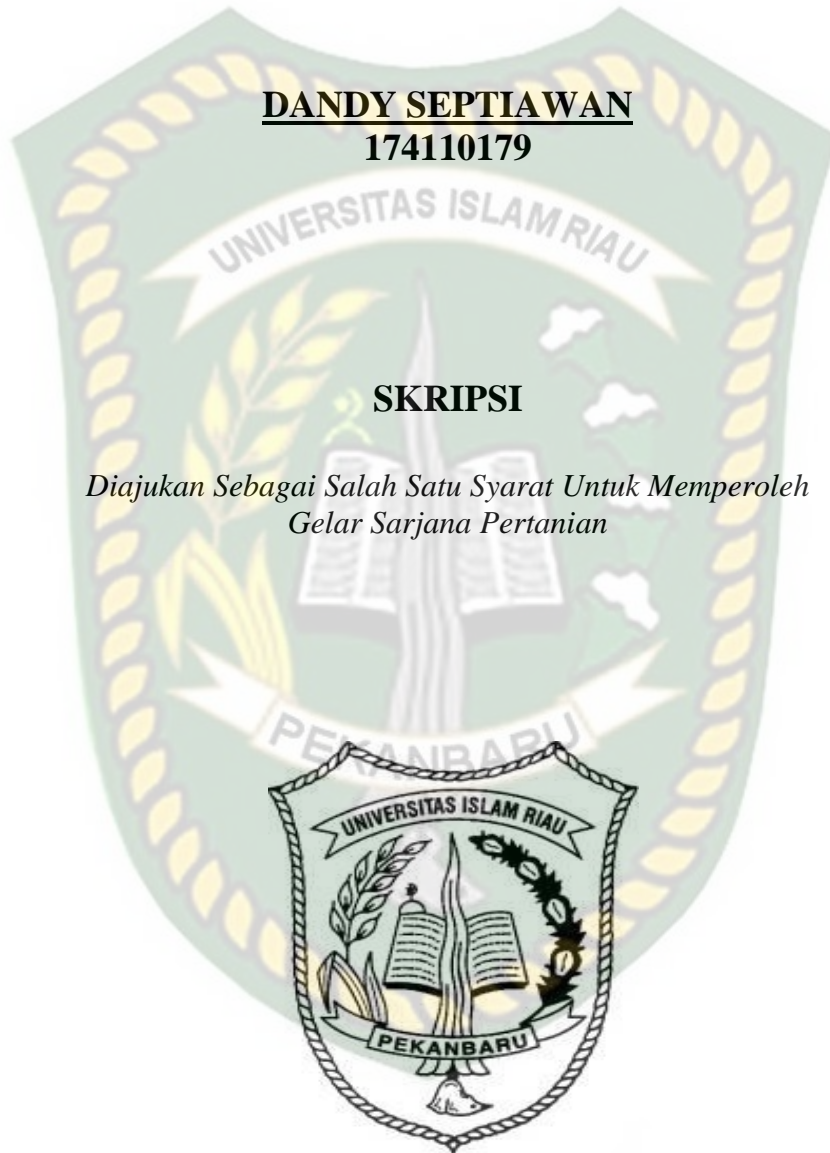 DANDY SEPTIAWAN
174110179
UNIVERSITAS ISLAM RIAU
SKRIPSI
Diajukan Sebagai Salah Satu Syarat Untuk Memperoleh
Gelar Sarjana Pertanian
PEKANBARU
UNIVERSITAS ISLAM RIAU
PEKANBARU